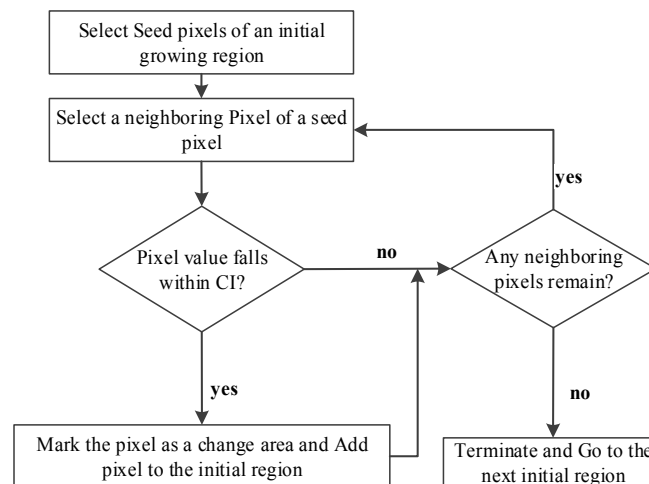 Select Seed pixels of an initial
growing region
Select a neighboring Pixel of a seed
pixel
yes
Pixel value falls
within CI?
no
Any neighboring
pixels remain?
yes
no
Mark the pixel as a change area and Add
pixel to the initial region
Terminate and Go to the
next initial region